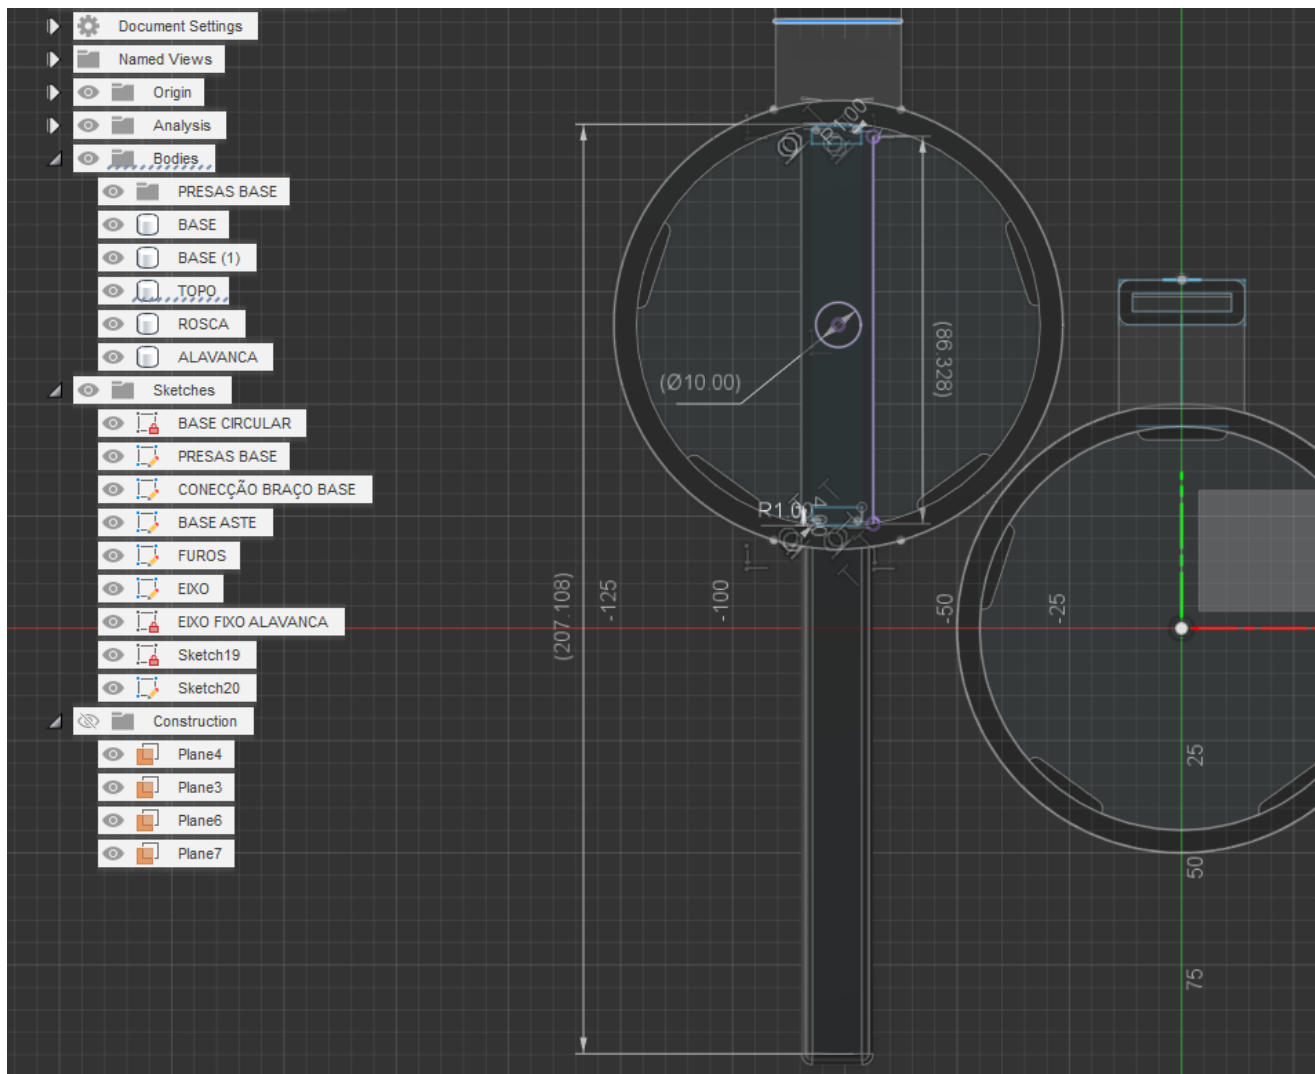 Document Settings
Named Views
Origin
Analysis
Bodies
PRESAS BASE
BASE
BASE (1)
TOPO
ROSCA
ALAVANCA
Sketches
BASE CIRCULAR
PRESAS BASE
CONECÇÃO BRAÇO BASE
BASE ASTE
FUROS
EIXO
EIXO FIXO ALAVANCA
Sketch19
Sketch20
Construction
Plane4
Plane3
Plane6
Plane7
R1.00
(Ø10.00)
(86.328)
R1.00
(207.108)
-125
-100
-50
-25
25
50
75